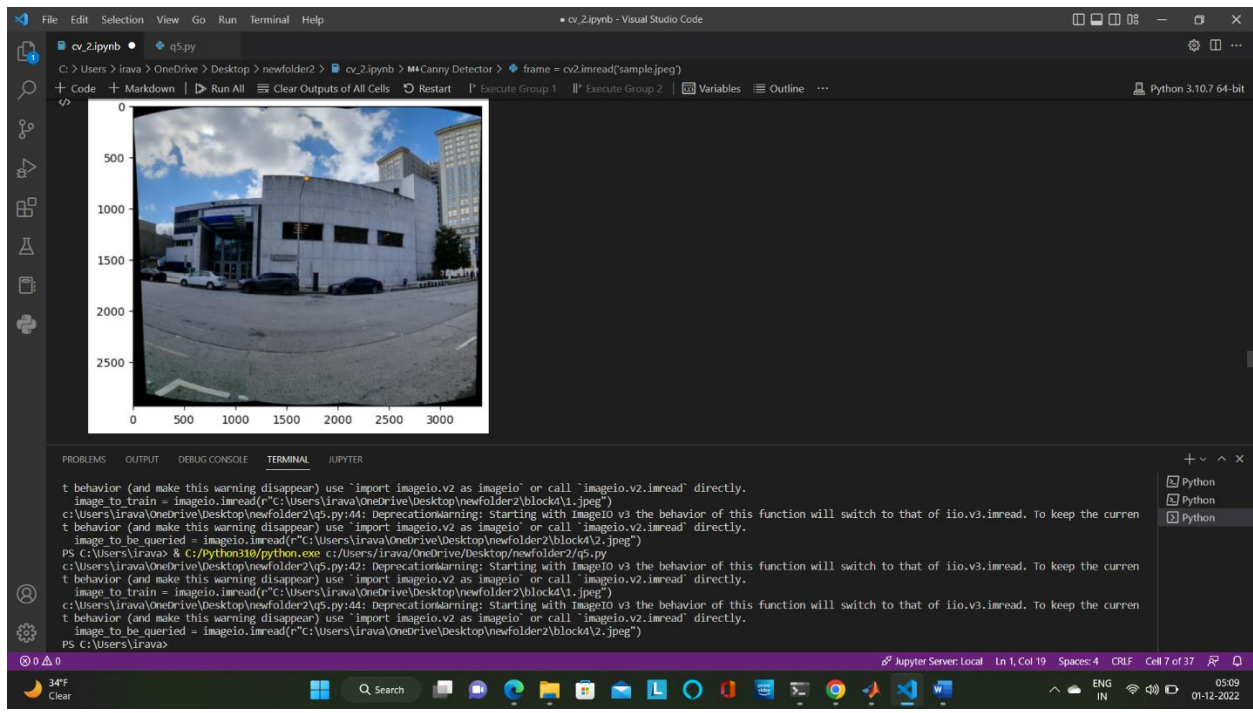 File Edit Selection View Go Run Terminal Help
● cv_2.ipynb - Visual Studio Code
cv_2.ipynb ●
q5.py
C: > Users > irava > OneDrive > Desktop > newfolder2 > cv_2.ipynb > M↓Canny Detector > frame = cv2.imread('sample.jpeg')
+ Code + Markdown | Run All Clear Outputs of All Cells Restart Execute Group 1 Execute Group 2 | Variables Outline ···
Python 3.10.7 64-bit
0
500
1000
1500
2000
2500
0 500 1000 1500 2000 2500 3000
PROBLEMS OUTPUT DEBUG CONSOLE TERMINAL JUPYTER
t behavior (and make this warning disappear) use `import imageio.v2 as imageio` or call `imageio.v2.imread` directly.
image_to_train = imageio.imread(r"C:\Users\irava\OneDrive\Desktop\newfolder2\block4\1.jpeg")
c:\Users\irava\OneDrive\Desktop\newfolder2\q5.py:44: DeprecationWarning: Starting with ImageIO v3 the behavior of this function will switch to that of iio.v3.imread. To keep the curren
t behavior (and make this warning disappear) use `import imageio.v2 as imageio` or call `imageio.v2.imread` directly.
image_to_be_queried = imageio.imread(r"C:\Users\irava\OneDrive\Desktop\newfolder2\block4\2.jpeg")
PS C:\Users\irava> & C:/Python310/python.exe c:/Users/irava/OneDrive/Desktop/newfolder2/q5.py
c:\Users\irava\OneDrive\Desktop\newfolder2\q5.py:42: DeprecationWarning: Starting with ImageIO v3 the behavior of this function will switch to that of iio.v3.imread. To keep the curren
t behavior (and make this warning disappear) use `import imageio.v2 as imageio` or call `imageio.v2.imread` directly.
image_to_train = imageio.imread(r"C:\Users\irava\OneDrive\Desktop\newfolder2\block4\1.jpeg")
c:\Users\irava\OneDrive\Desktop\newfolder2\q5.py:44: DeprecationWarning: Starting with ImageIO v3 the behavior of this function will switch to that of iio.v3.imread. To keep the curren
t behavior (and make this warning disappear) use `import imageio.v2 as imageio` or call `imageio.v2.imread` directly.
image_to_be_queried = imageio.imread(r"C:\Users\irava\OneDrive\Desktop\newfolder2\block4\2.jpeg")
PS C:\Users\irava>
Python
Python
Python
0 0 Jupyter Server: Local Ln 1, Col 19 Spaces: 4 CRLF Cell 7 of 37
34°F
Clear
Search
ENG
IN
05:09
01-12-2022